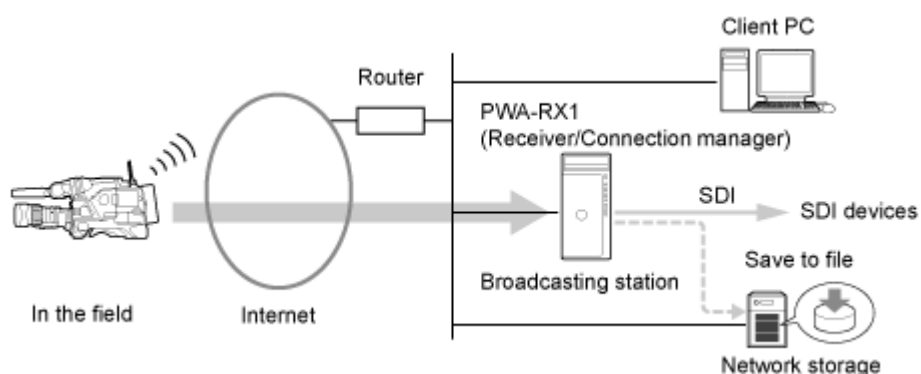 Client PC
Router
PWA-RX1
(Receiver/Connection manager)
SDI
SDI devices
Broadcasting station
Save to file
In the field
Internet
Network storage